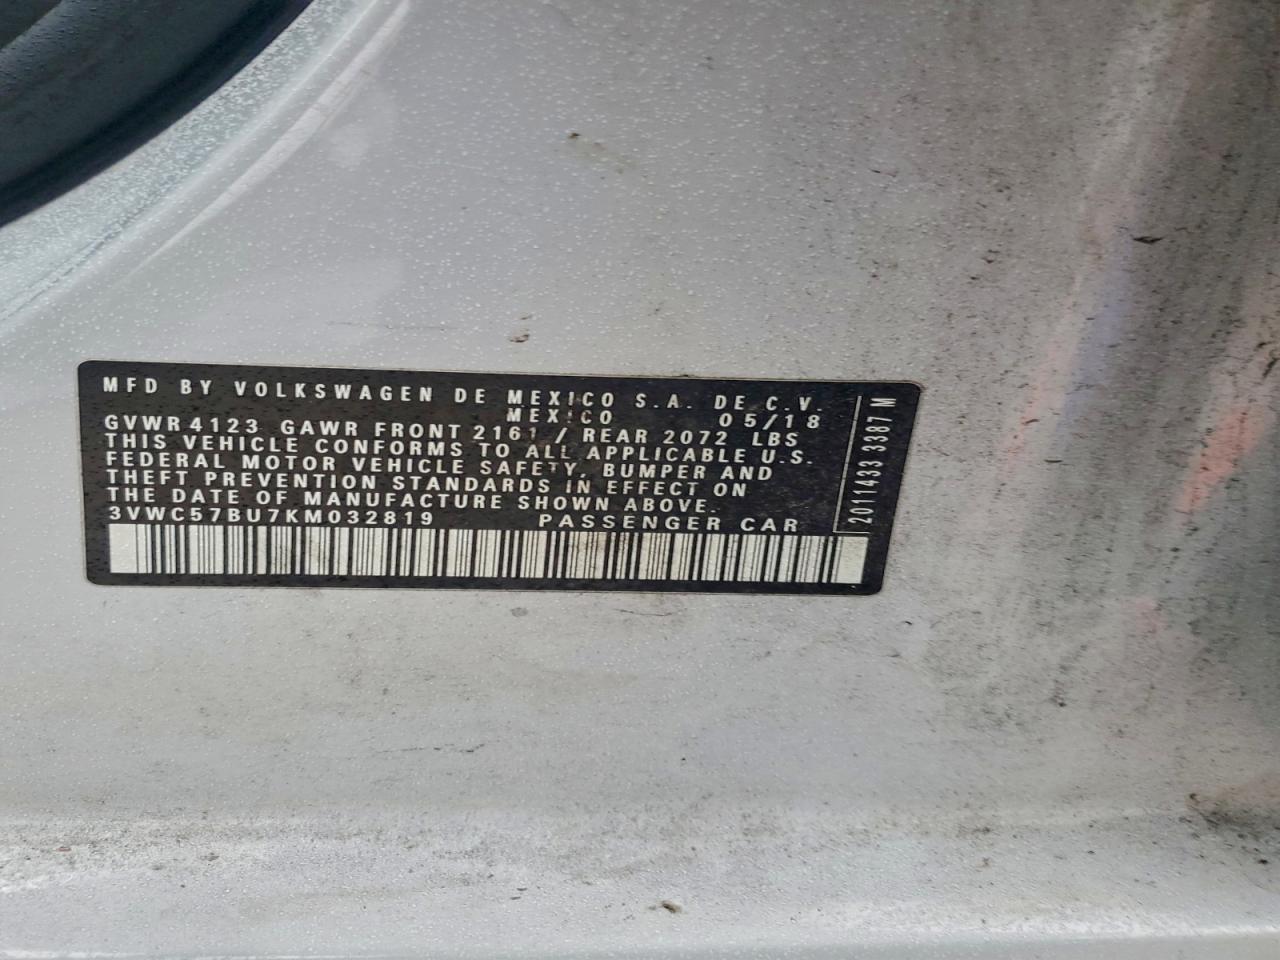 MFD BY VOLKSWAGEN DE MEXICO S.A. DE C.V.
MEXICO 05/18
GVWR 4123 GAWR FRONT 2161 / REAR 2072 LBS
THIS VEHICLE CONFORMS TO ALL APPLICABLE U.S.
FEDERAL MOTOR VEHICLE SAFETY, BUMPER AND
THEFT PREVENTION STANDARDS IN EFFECT ON
THE DATE OF MANUFACTURE SHOWN ABOVE.
3VWC57BU7KM032819 PASSENGER CAR
2011433 3387 M